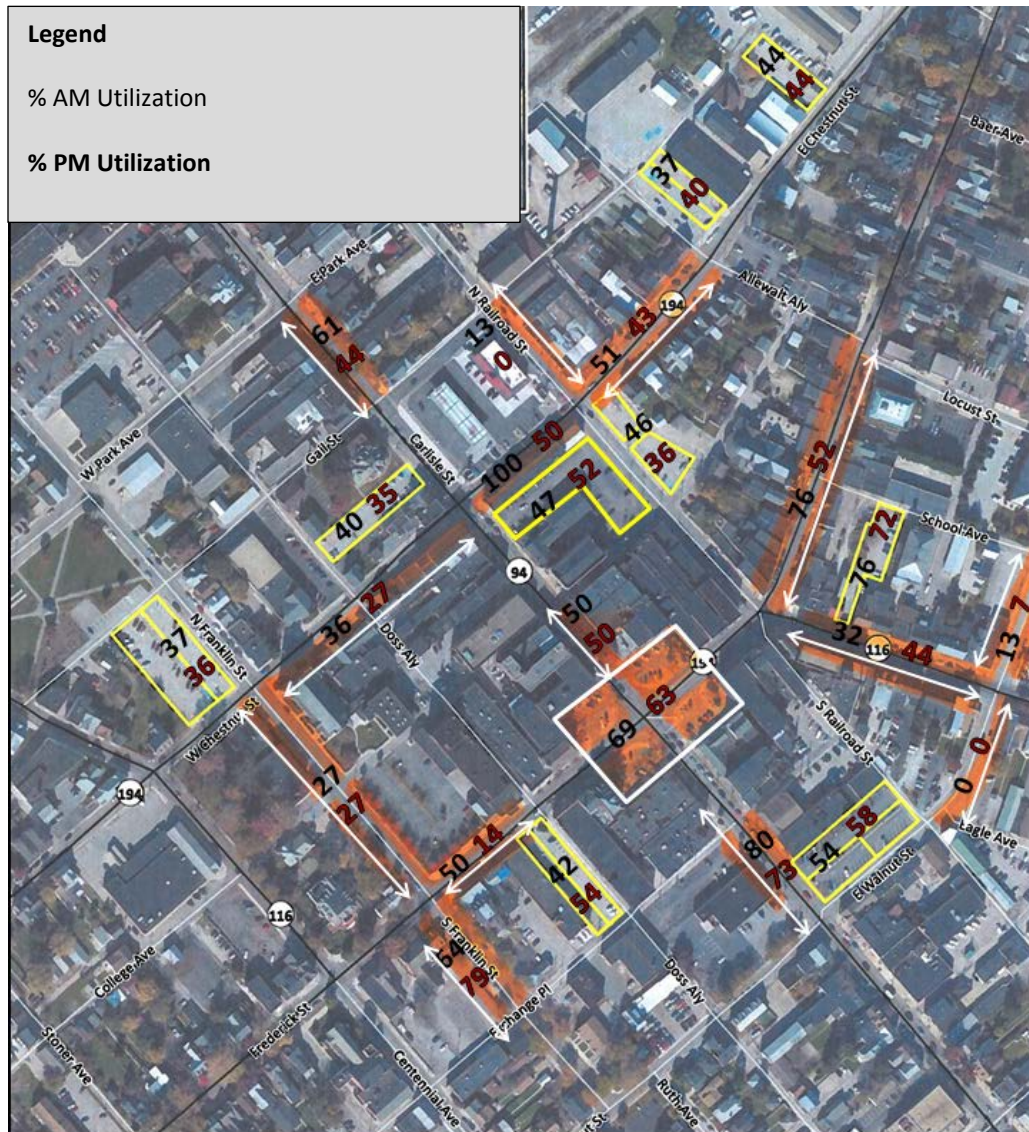 Legend
% AM Utilization
% PM Utilization
44
44
E Chestnut St
Baer Ave
37
40
E Park Ave
Allewalt Aly
N Railroad St
194
61
44
13
0
43
51
Locust St
W Park Ave
Gail St
Carlisle St
46
36
100 50
52
76
47 52
40 35
School Ave
72
76
94
36 27
Doss Aly
50
50
32
116
44
7
13
N Franklin St
37
36
W Chestnut St
69 63
S Railroad St
0
0
194
27
27
58
54
Eagle Ave
E Walnut St
50 14
42
54
80
73
116
S Franklin St
79
College Ave
Frederick St
Doss Aly
Stoner Ave
Centennial Ave
Ruth Ave